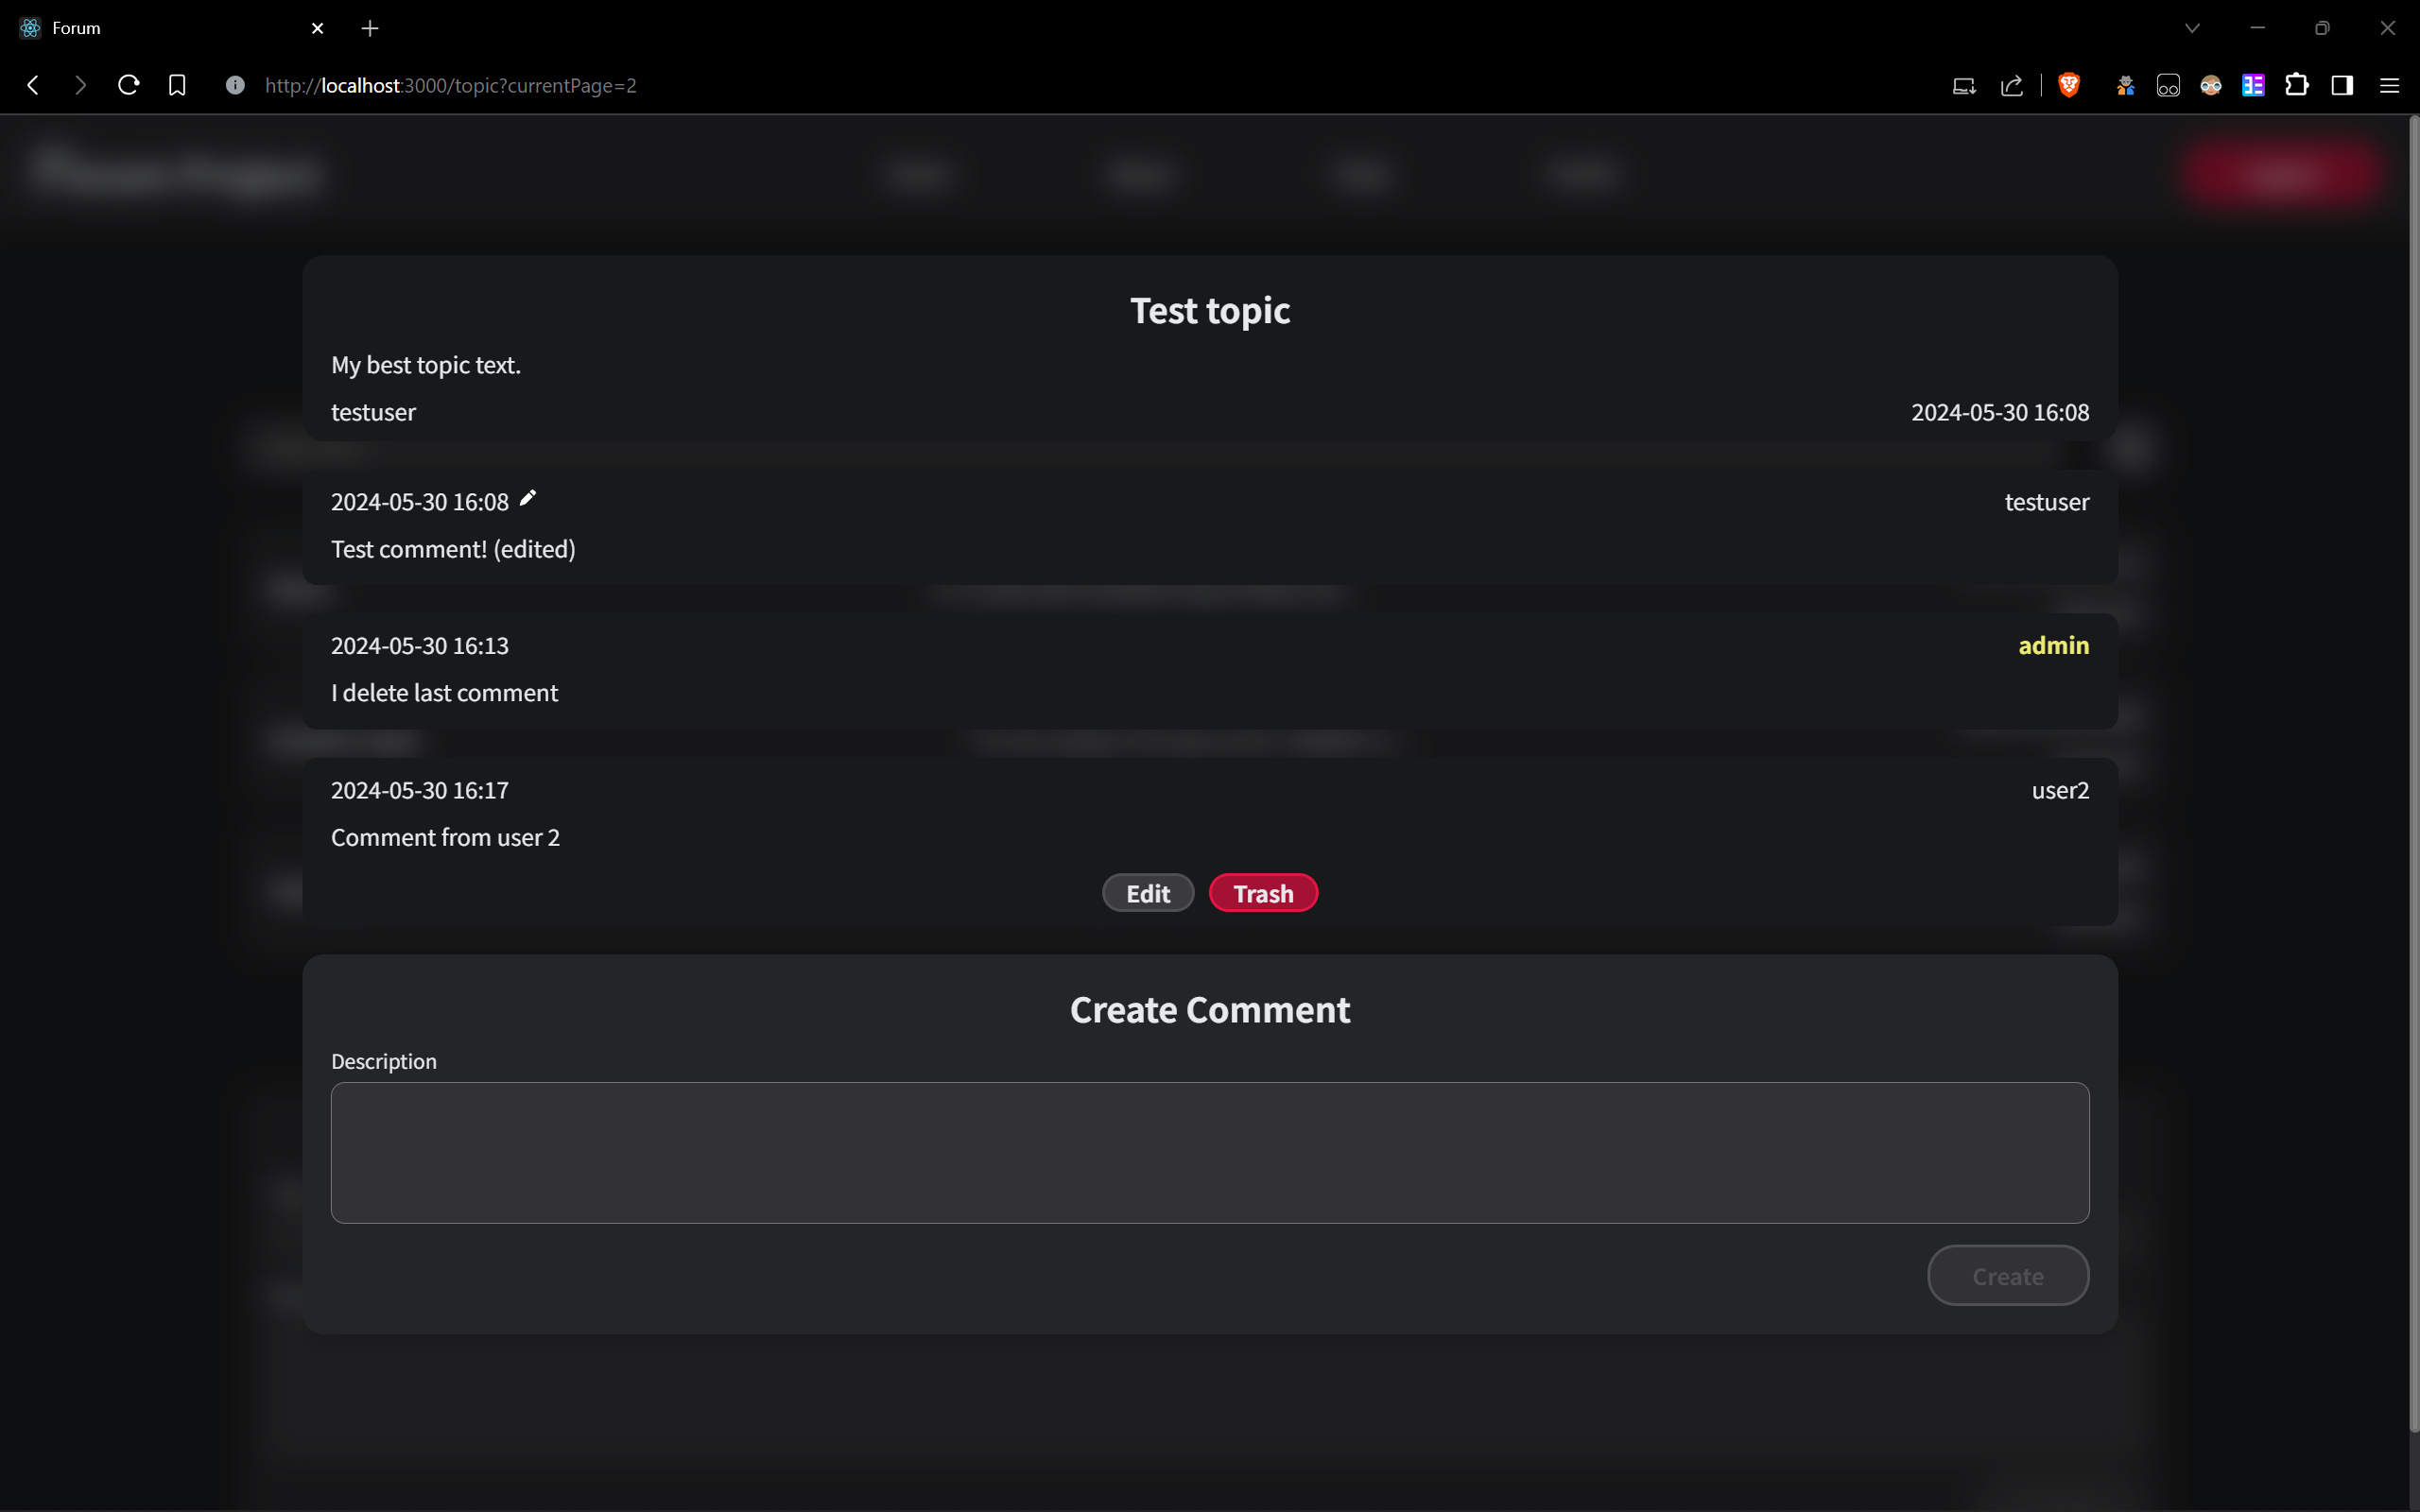 Forum
http://localhost:3000/topic?currentPage=2
Test topic
My best topic text.
testuser 2024-05-30 16:08
2024-05-30 16:08 testuser
Test comment! (edited)
2024-05-30 16:13 admin
I delete last comment
2024-05-30 16:17 user2
Comment from user 2
Edit Trash
Create Comment
Description
Create